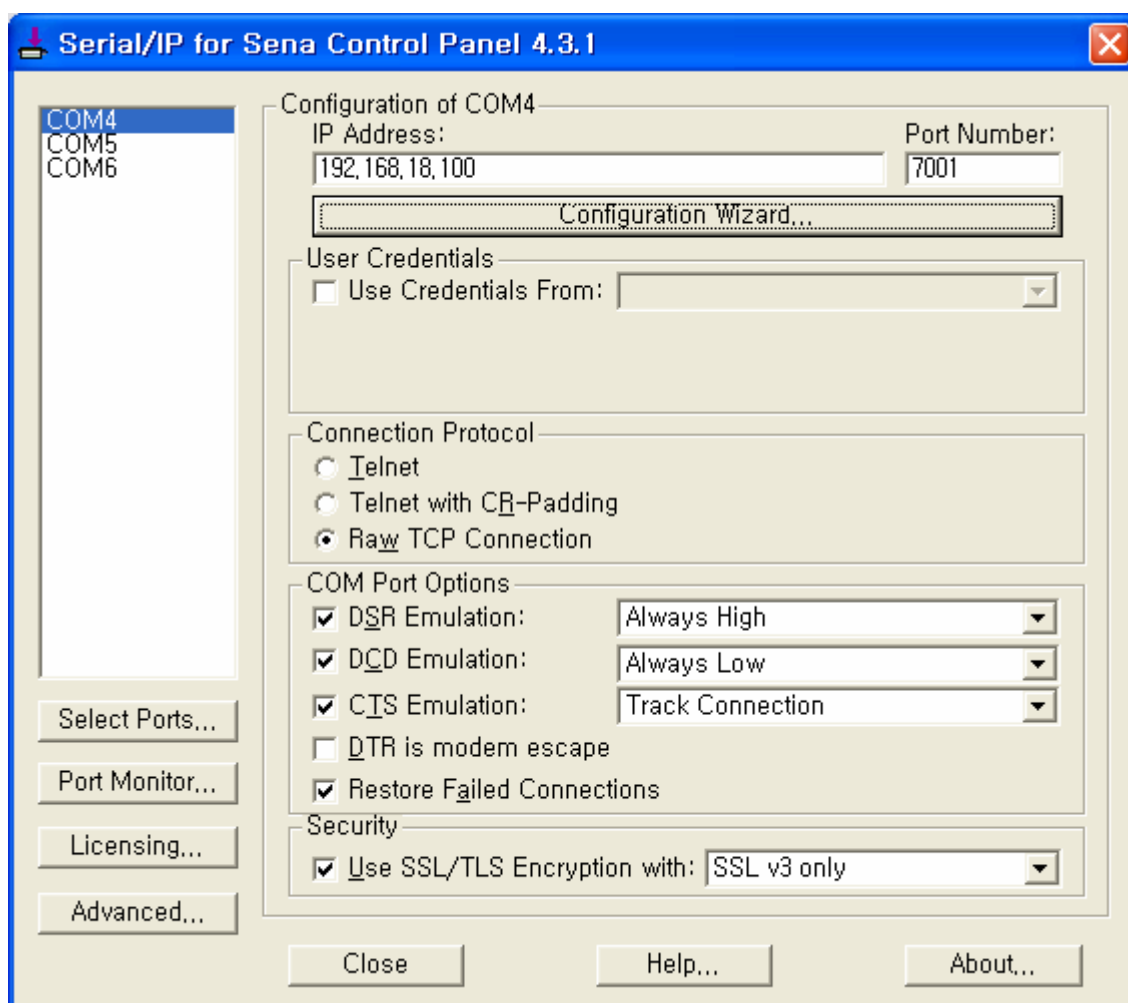 Serial/IP for Sena Control Panel 4.3.1
COM4
COM5
COM6
Select Ports...
Port Monitor...
Licensing...
Advanced...
Configuration of COM4
IP Address: Port Number:
192.168.18.100 7001
Configuration Wizard...
User Credentials
Use Credentials From:
Connection Protocol
Telnet
Telnet with CR-Padding
Raw TCP Connection
COM Port Options
DSR Emulation: Always High
DCD Emulation: Always Low
CTS Emulation: Track Connection
DTR is modem escape
Restore Failed Connections
Security
Use SSL/TLS Encryption with: SSL v3 only
Close Help... About...